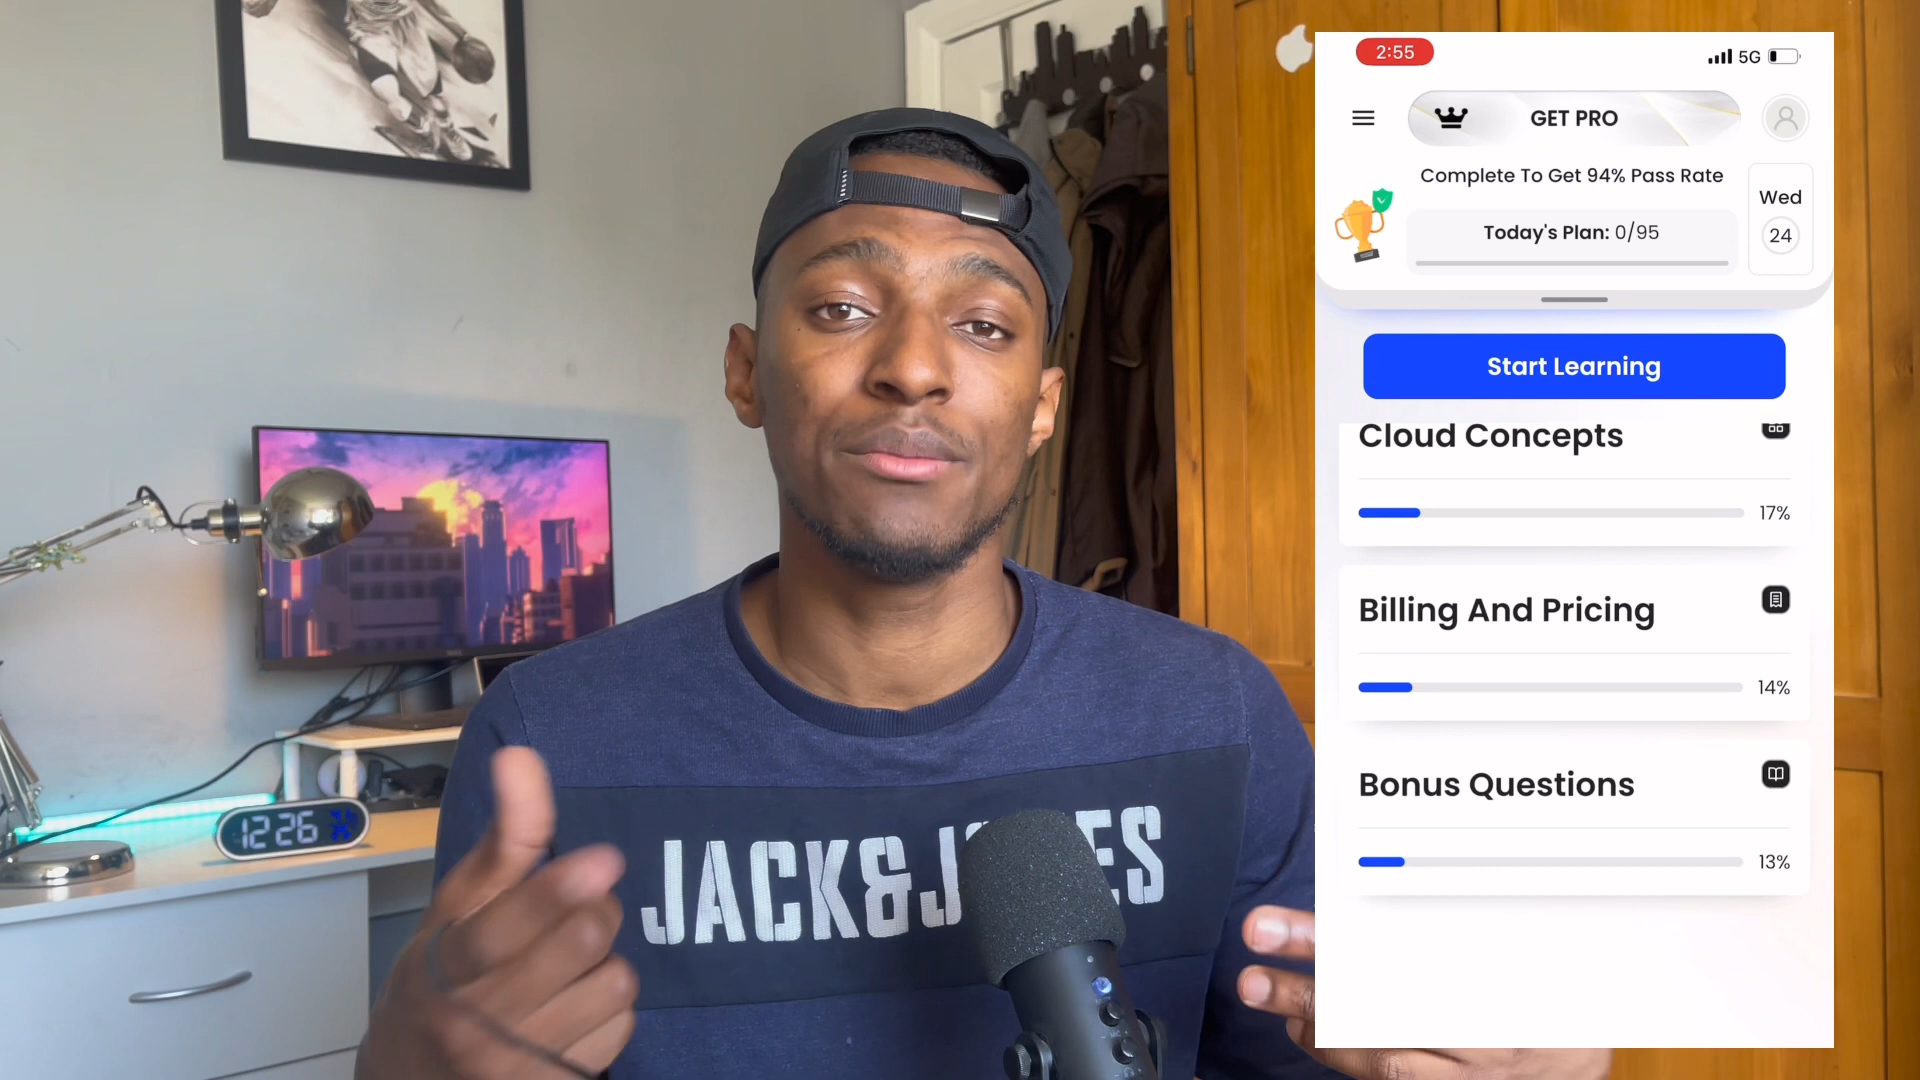 2:55
5G
GET PRO
Complete To Get 94% Pass Rate
Today's Plan: 0/95
Wed
24
Start Learning
Cloud Concepts
17%
Billing And Pricing
14%
Bonus Questions
13%
12 26
JACK&J ES